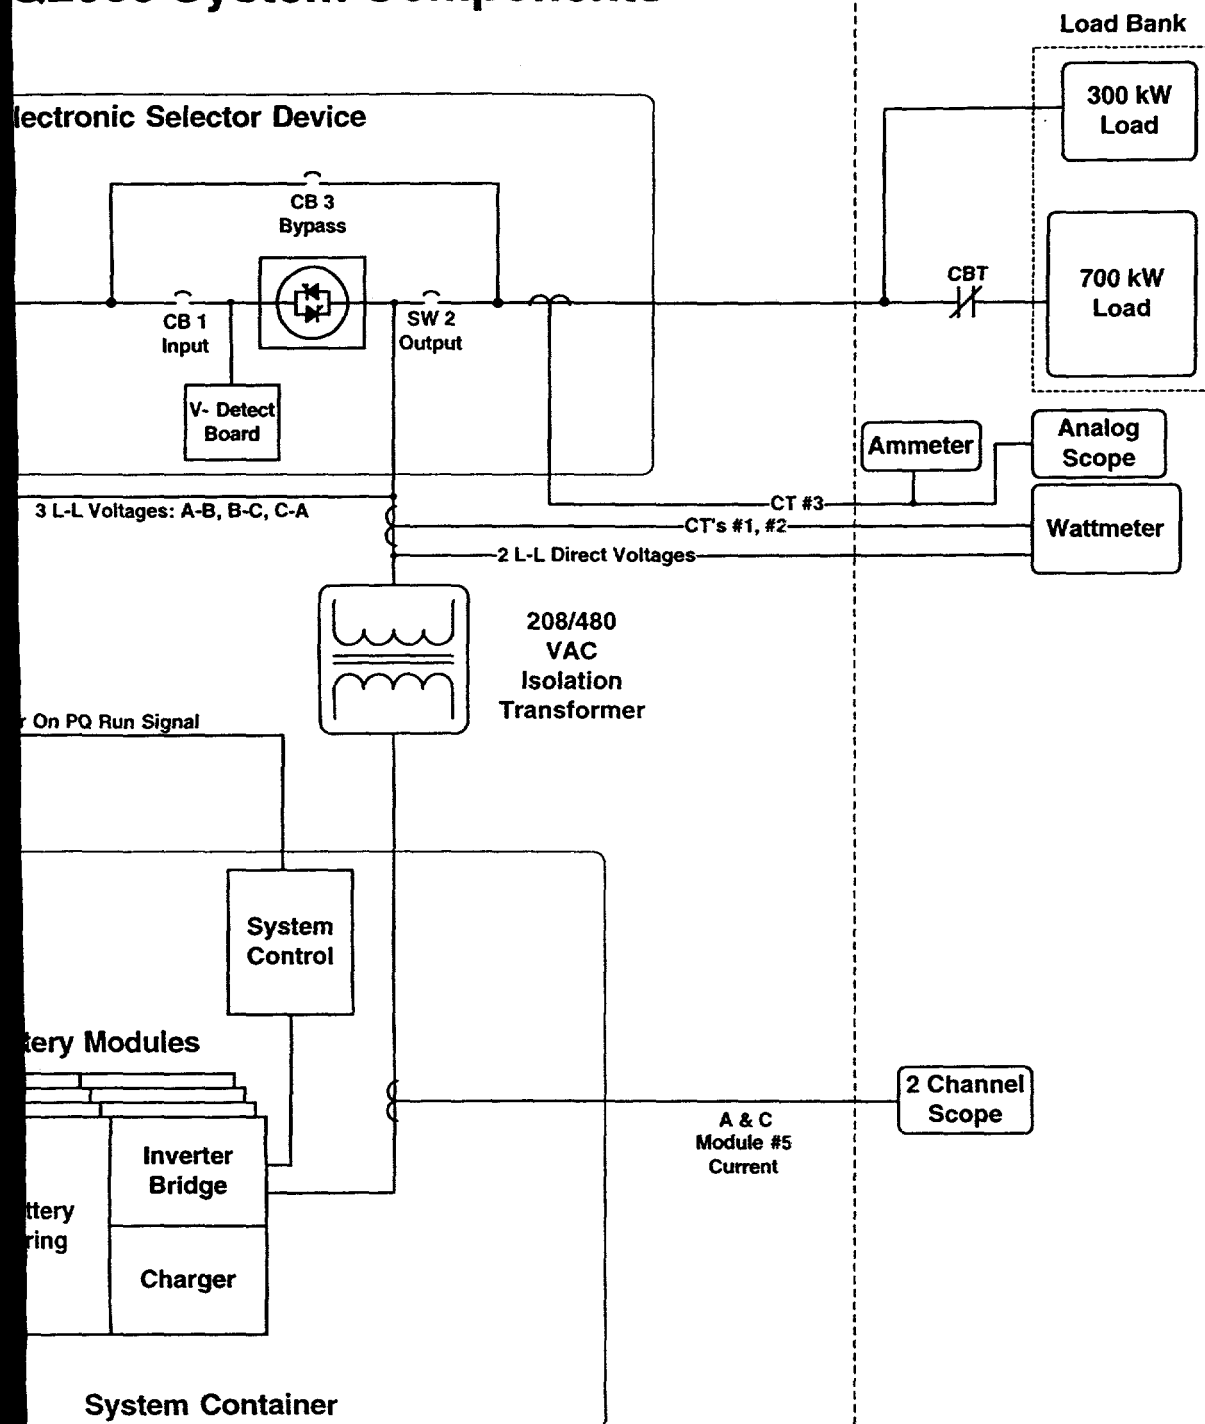 System Components
Load Bank
300 kW
Load
lectronic Selector Device
CB 3
Bypass
CBT
700 kW
Load
CB 1
Input
SW 2
Output
V- Detect
Board
Ammeter
Analog
Scope
3 L-L Voltages: A-B, B-C, C-A
CT #3
CT's #1, #2
Wattmeter
2 L-L Direct Voltages
208/480
VAC
Isolation
Transformer
r On PQ Run Signal
System
Control
tery Modules
2 Channel
Scope
A & C
Module #5
Current
Inverter
Bridge
ttery
ring
Charger
System Container